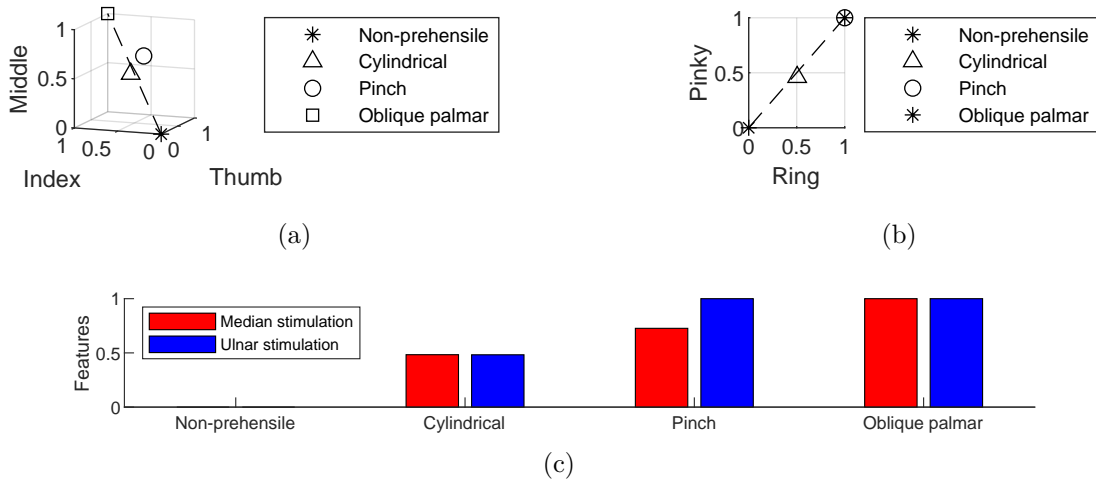 1
0.5
0
1
0.5
0
0
1
Middle
Index
Thumb
Non-prehensile
Cylindrical
Pinch
Oblique palmar
(a)
1
0.5
0
0
0.5
1
Pinky
Ring
Non-prehensile
Cylindrical
Pinch
Oblique palmar
(b)
1
0.5
0
Features
Median stimulation
Ulnar stimulation
Non-prehensile
Cylindrical
Pinch
Oblique palmar
(c)